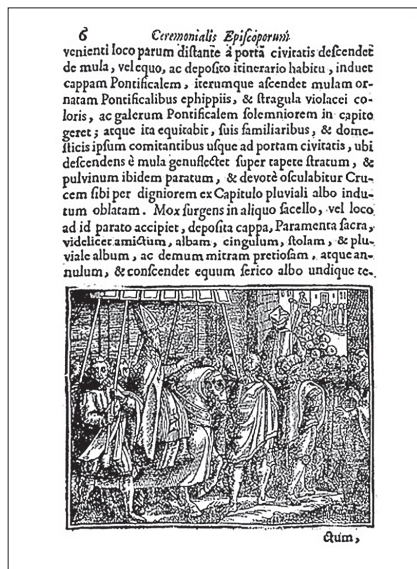 6 Ceremonialis Episcoporum
venienti loco parum distante à portâ civitatis descendet
de mula, vel equo, ac deposito itinerario habitu, induet
cappam Pontificalem, iterumque ascendet mulam or-
natam Pontificalibus ephippiis, & stragula violacei co-
loris, ac galerum Pontificalem solemniorem in capite
geret; atque ita equitabit, suis familiaribus, & dome-
sticis ipsum comitantibus usque ad portam civitatis, ubi
descendens è mula genuflectet super tapete stratum, &
pulvinum ibidem paratum, & devotè osculabitur Cru-
cem sibi per digniorem ex Capitulo pluviali albo indu-
tum oblatam. Mox surgens in aliquo sacello, vel loco
ad id parato accipiet, deposita cappa, Paramenta sacra,
videlicet amictum, albam, cingulum, stolam, & plu-
viale album, ac demum mitram pretiosam, atque an-
nulum, & conscendet equum serico albo undique te-
ctum,